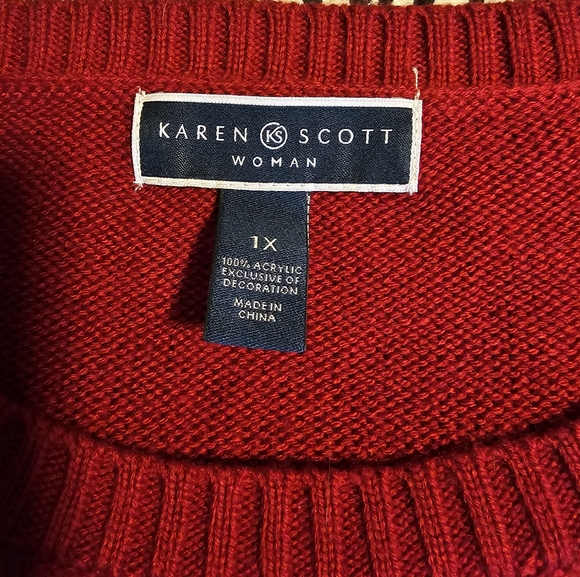 KAREN KS SCOTT
WOMAN
1X
100% ACRYLIC
EXCLUSIVE OF
DECORATION
MADE IN
CHINA